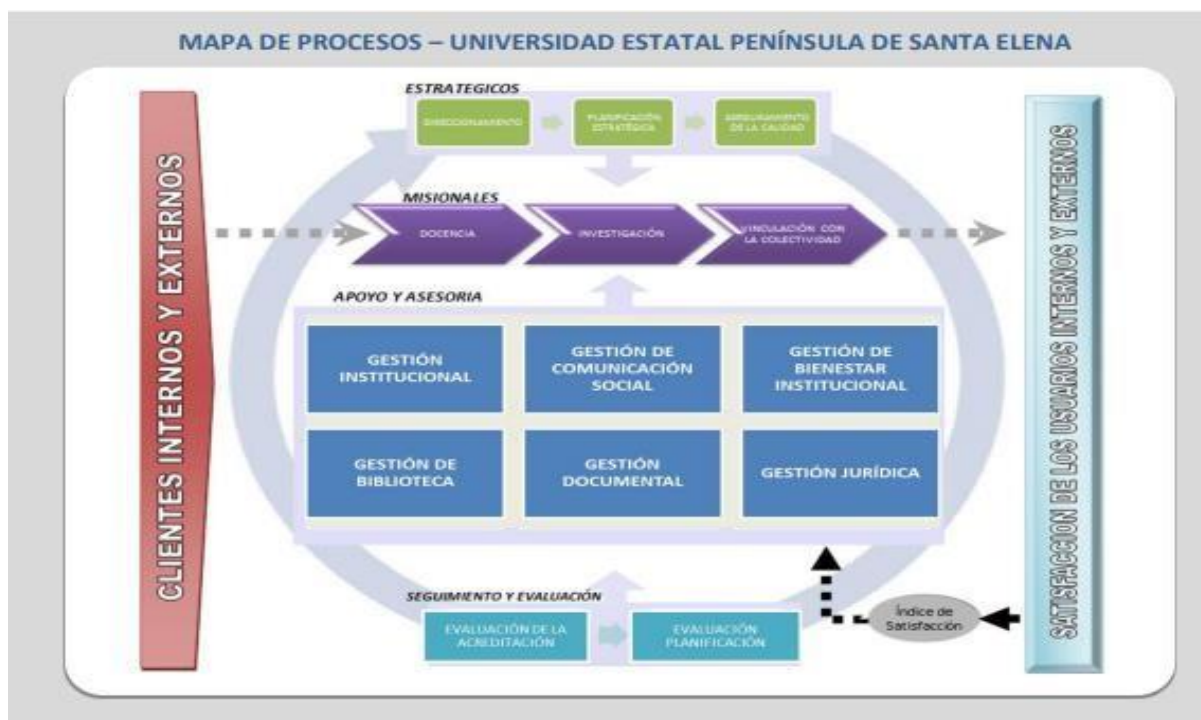 MAPA DE PROCESOS – UNIVERSIDAD ESTATAL PENÍNSULA DE SANTA ELENA
CLIENTES INTERNOS Y EXTERNOS
ESTRATEGICOS
DIRECCIONAMIENTO
PLANIFICACIÓN
ESTRATÉGICA
ASEGURAMIENTO
DE LA CALIDAD
MISIONALES
DOCENCIA
INVESTIGACIÓN
VINCULACIÓN CON
LA COLECTIVIDAD
APOYO Y ASESORIA
GESTIÓN
INSTITUCIONAL
GESTIÓN DE
COMUNICACIÓN
SOCIAL
GESTIÓN DE
BIENESTAR
INSTITUCIONAL
GESTIÓN DE
BIBLIOTECA
GESTIÓN
DOCUMENTAL
GESTIÓN JURÍDICA
SEGUIMIENTO Y EVALUACIÓN
EVALUACIÓN DE LA
ACREDITACIÓN
EVALUACIÓN
PLANIFICACIÓN
Índice de
Satisfacción
SATISFACCION DE LOS USUARIOS INTERNOS Y EXTERNOS